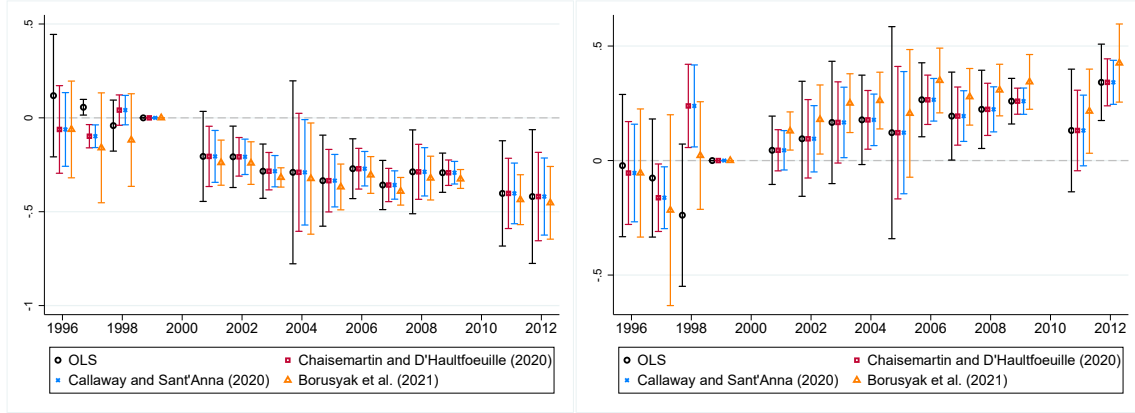 .5
0
-.5
-1
1996 1998 2000 2002 2004 2006 2008 2010 2012
OLS Chaisemartin and D'Haultfoeuille (2020)
Callaway and Sant'Anna (2020) Borusyak et al. (2021)
.5
0
-.5
1996 1998 2000 2002 2004 2006 2008 2010 2012
OLS Chaisemartin and D'Haultfoeuille (2020)
Callaway and Sant'Anna (2020) Borusyak et al. (2021)